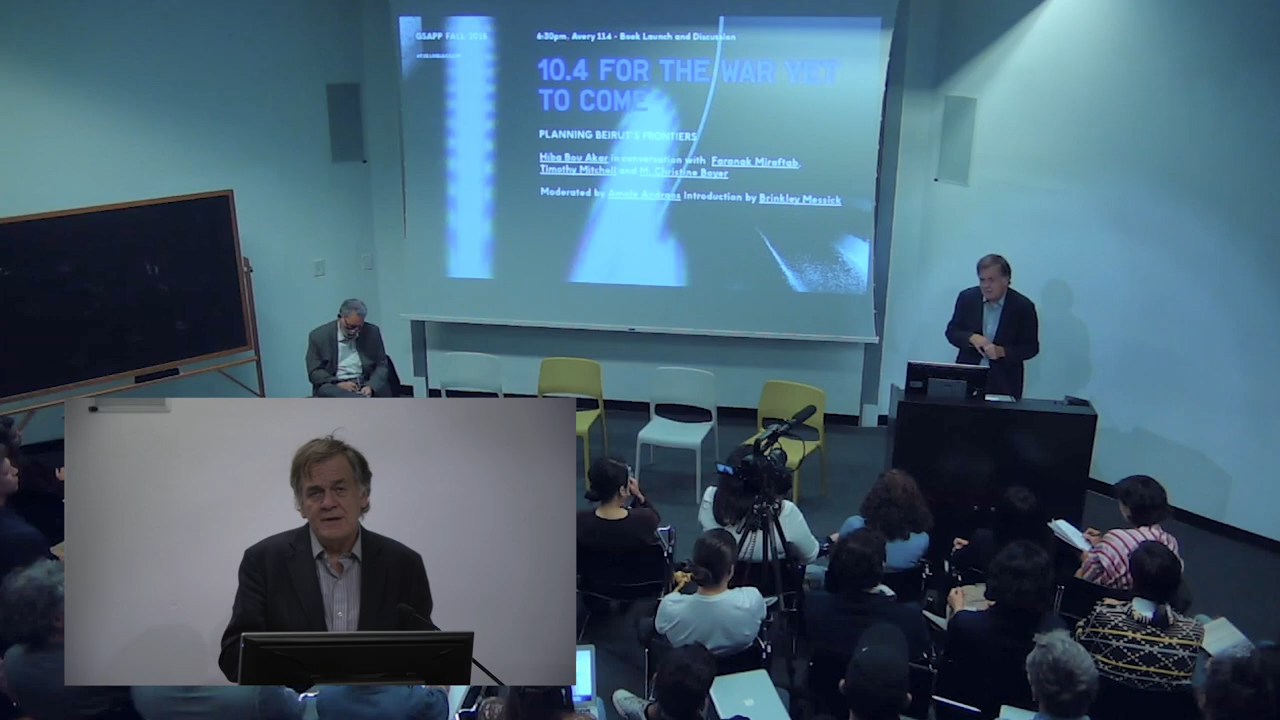 GSAPP FALL 2018
6:30pm, Avery 114 - Book Launch and Discussion
10.4 FOR THE WAR YET
TO COME
PLANNING BEIRUT'S FRONTIERS
Hiba Bou Akar in conversation with Faranak Miraftab,
Timothy Mitchell and M. Christine Boyer
Moderated by Amale Andraos Introduction by Brinkley Messick